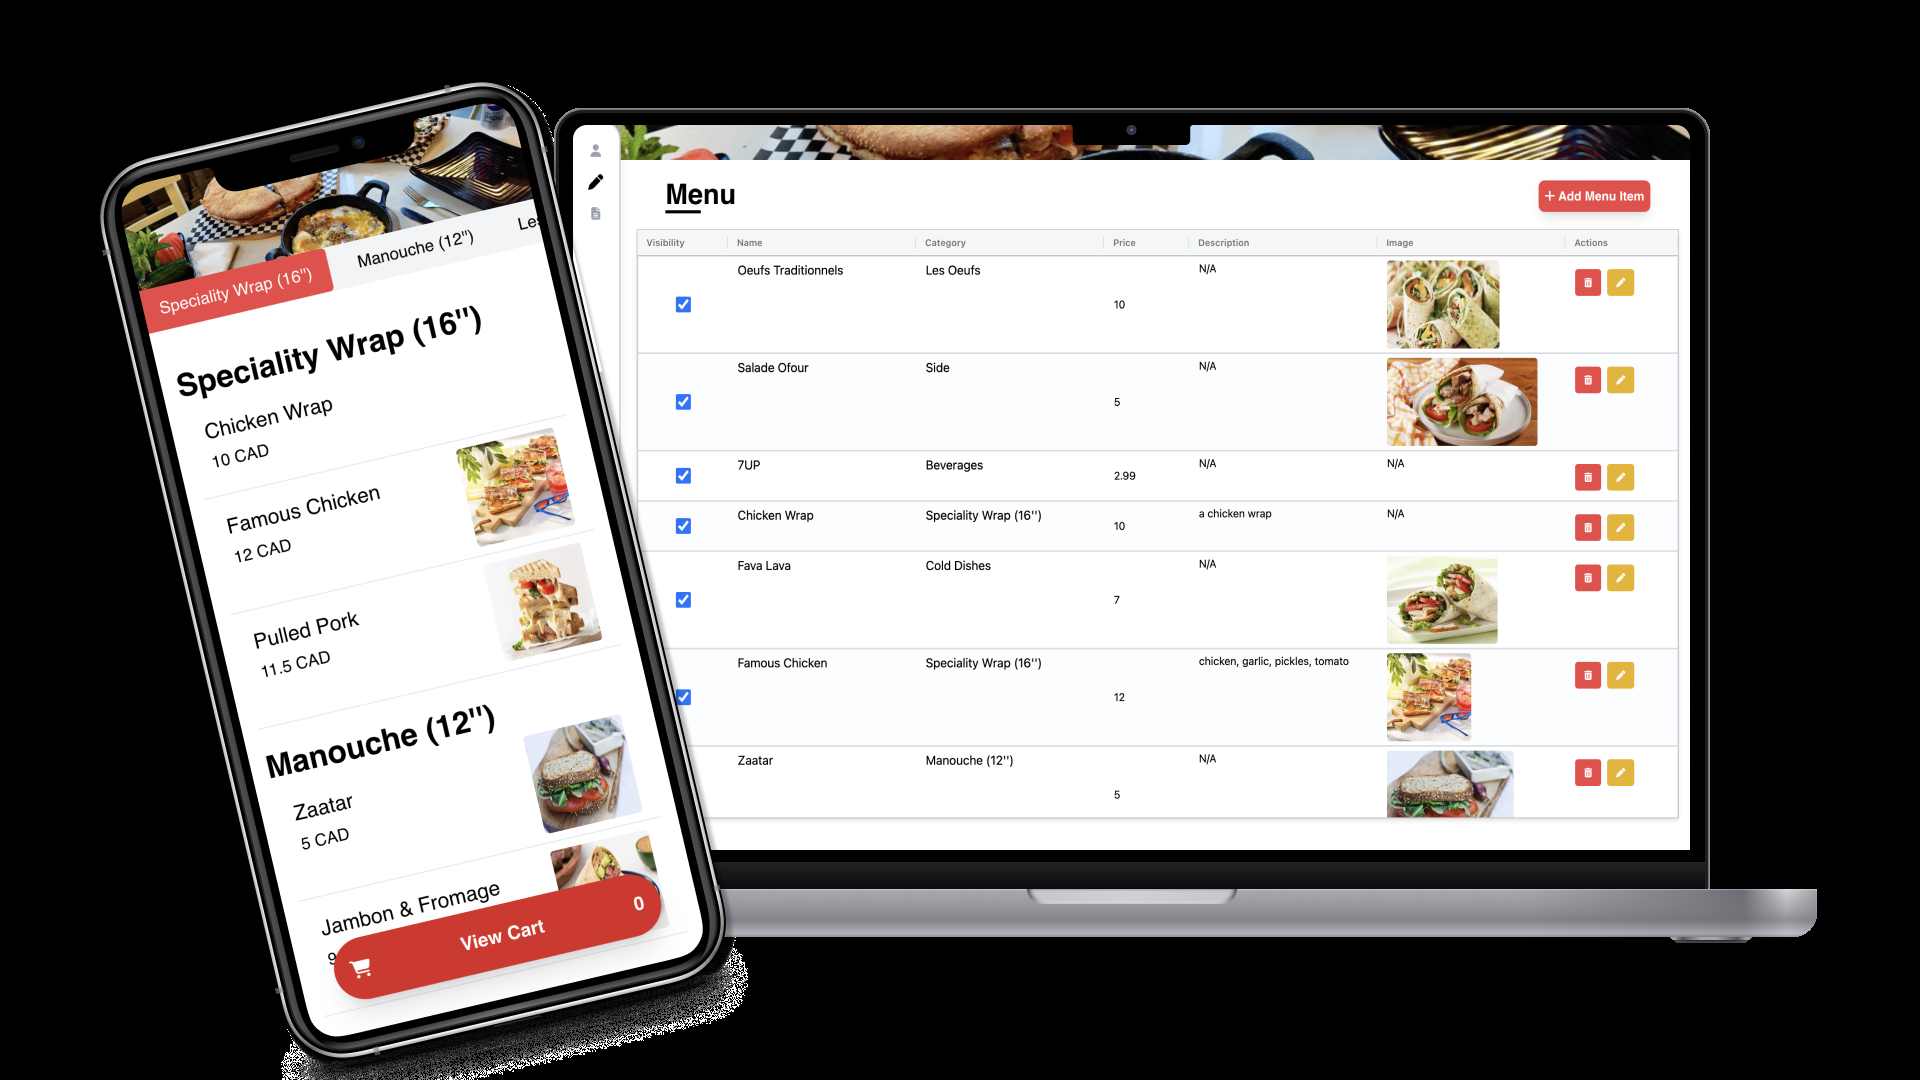 Speciality Wrap (16'')
Manouche (12'')
Les
Speciality Wrap (16'')
Chicken Wrap
10 CAD
Famous Chicken
12 CAD
Pulled Pork
11.5 CAD
Manouche (12'')
Zaatar
5 CAD
Jambon & Fromage
9
View Cart
0
Menu
+ Add Menu Item
Visibility Name Category Price Description Image Actions
Oeufs Traditionnels Les Oeufs 10 N/A
Salade Ofour Side 5 N/A
7UP Beverages 2.99 N/A N/A
Chicken Wrap Speciality Wrap (16'') 10 a chicken wrap N/A
Fava Lava Cold Dishes 7 N/A
Famous Chicken Speciality Wrap (16'') 12 chicken, garlic, pickles, tomato
Zaatar Manouche (12'') 5 N/A